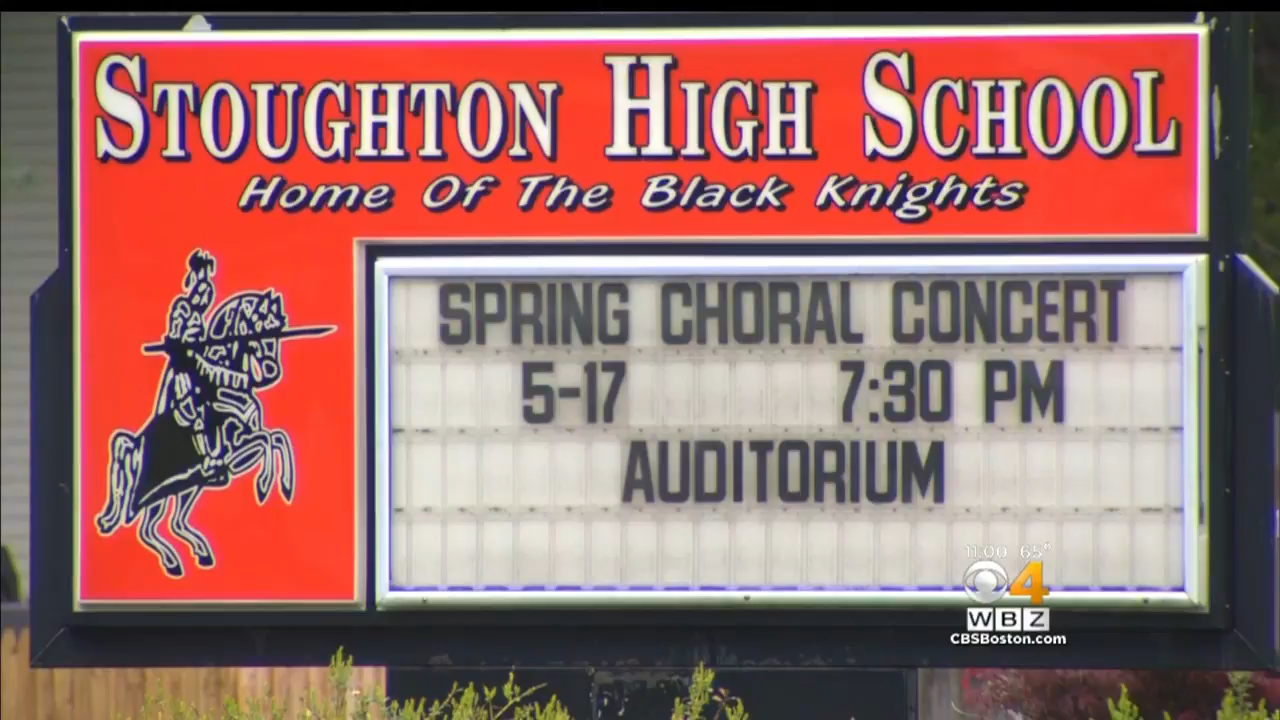 STOUGHTON HIGH SCHOOL
Home Of The Black Knights
SPRING CHORAL CONCERT
5-17 7:30 PM
AUDITORIUM
11:00 65°
4
WBZ
CBSBoston.com